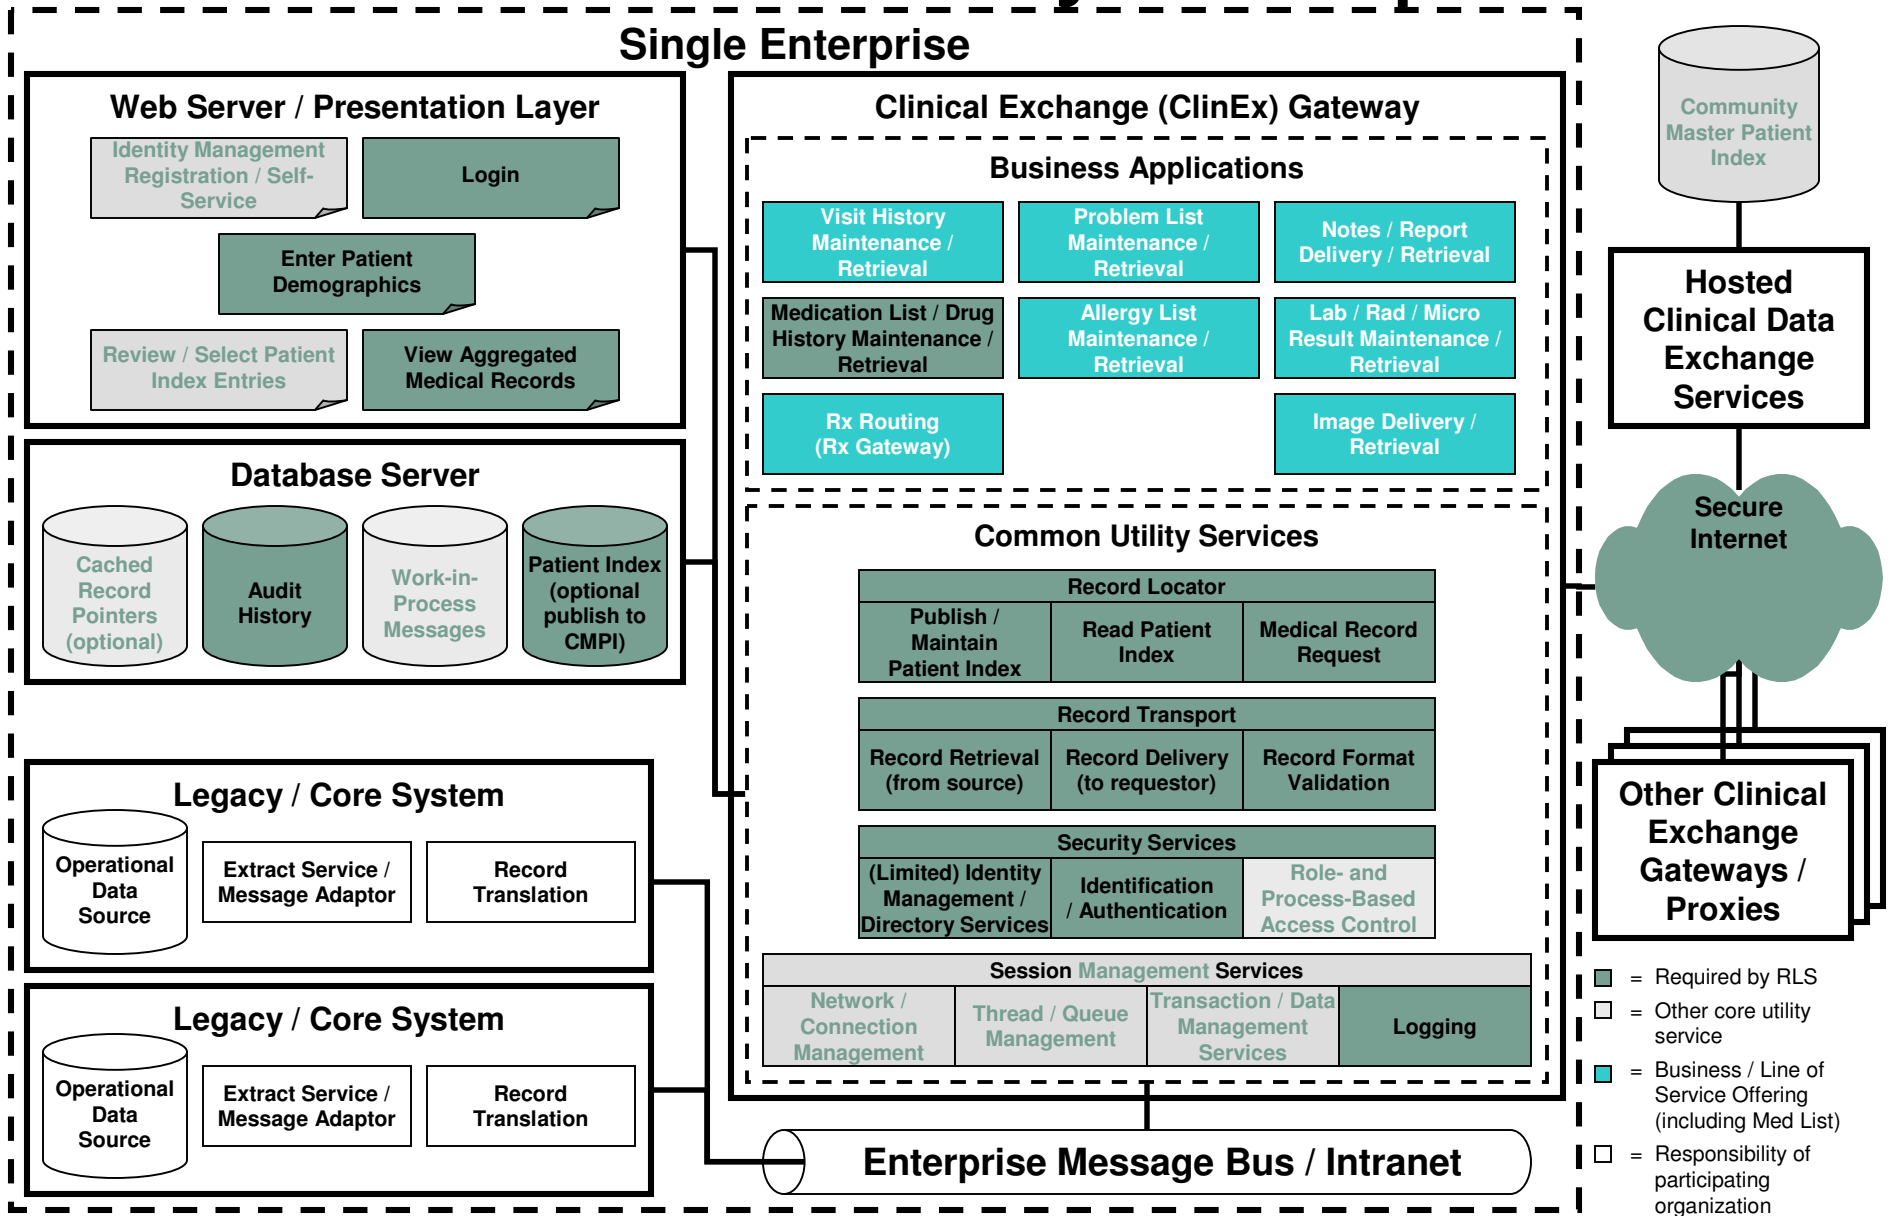 Single Enterprise
Web Server / Presentation Layer
Identity Management
Registration / Self-
Service
Login
Enter Patient
Demographics
Review / Select Patient
Index Entries
View Aggregated
Medical Records
Database Server
Cached
Record
Pointers
(optional)
Audit
History
Work-in-
Process
Messages
Patient Index
(optional
publish to
CMPI)
Legacy / Core System
Operational
Data
Source
Extract Service /
Message Adaptor
Record
Translation
Legacy / Core System
Operational
Data
Source
Extract Service /
Message Adaptor
Record
Translation
Clinical Exchange (ClinEx) Gateway
Business Applications
Visit History
Maintenance /
Retrieval
Problem List
Maintenance /
Retrieval
Notes / Report
Delivery / Retrieval
Medication List / Drug
History Maintenance /
Retrieval
Allergy List
Maintenance /
Retrieval
Lab / Rad / Micro
Result Maintenance /
Retrieval
Rx Routing
(Rx Gateway)
Image Delivery /
Retrieval
Common Utility Services
Record Locator
Publish /
Maintain
Patient Index
Read Patient
Index
Medical Record
Request
Record Transport
Record Retrieval
(from source)
Record Delivery
(to requestor)
Record Format
Validation
Security Services
(Limited) Identity
Management /
Directory Services
Identification
/ Authentication
Role- and
Process-Based
Access Control
Session Management Services
Network /
Connection
Management
Thread / Queue
Management
Transaction / Data
Management
Services
Logging
Enterprise Message Bus / Intranet
Community
Master Patient
Index
Hosted
Clinical Data
Exchange
Services
Secure
Internet
Other Clinical
Exchange
Gateways /
Proxies
= Required by RLS
= Other core utility
service
= Business / Line of
Service Offering
(including Med List)
= Responsibility of
participating
organization